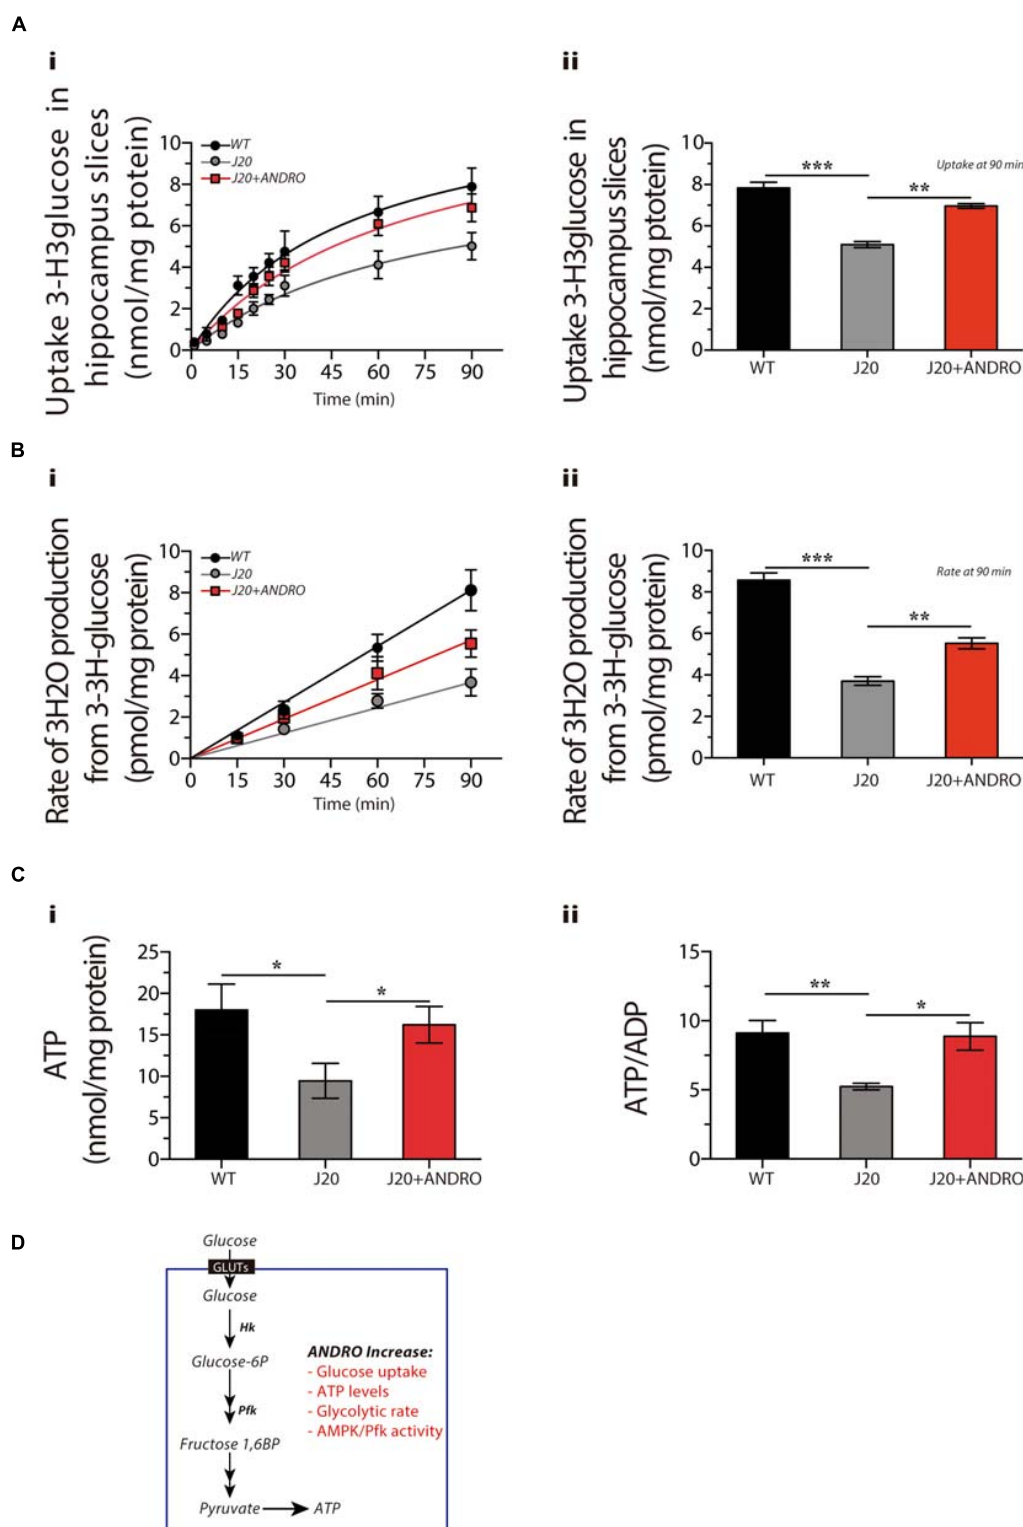 A
i
Uptake 3-H3glucose in
hippocampus slices
(nmol/mg ptotein)
10
8
6
4
2
0
WT
J20
J20+ANDRO
0 15 30 45 60 75 90
Time (min)
ii
Uptake 3-H3glucose in
hippocampus slices
(nmol/mg ptotein)
10
8
6
4
2
0
***
**
Uptake at 90 min
WT J20 J20+ANDRO
B
i
Rate of 3H2O production
from 3-3H-glucose
(pmol/mg protein)
10
8
6
4
2
0
WT
J20
J20+ANDRO
0 15 30 45 60 75 90
Time (min)
ii
Rate of 3H2O production
from 3-3H-glucose
(pmol/mg protein)
10
8
6
4
2
0
***
**
Rate at 90 min
WT J20 J20+ANDRO
C
i
ATP
(nmol/mg protein)
25
20
15
10
5
0
*
*
WT J20 J20+ANDRO
ii
ATP/ADP
15
10
5
0
**
*
WT J20 J20+ANDRO
D
Glucose
GLUTs
Glucose
Hk
Glucose-6P
Pfk
Fructose 1,6BP
Pyruvate ATP
ANDRO Increase:
- Glucose uptake
- ATP levels
- Glycolytic rate
- AMPK/Pfk activity